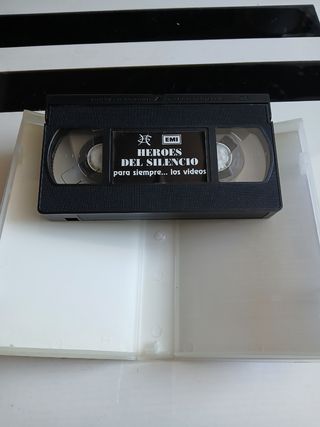 EMI
HEROES
DEL SILENCIO
para siempre... los videos